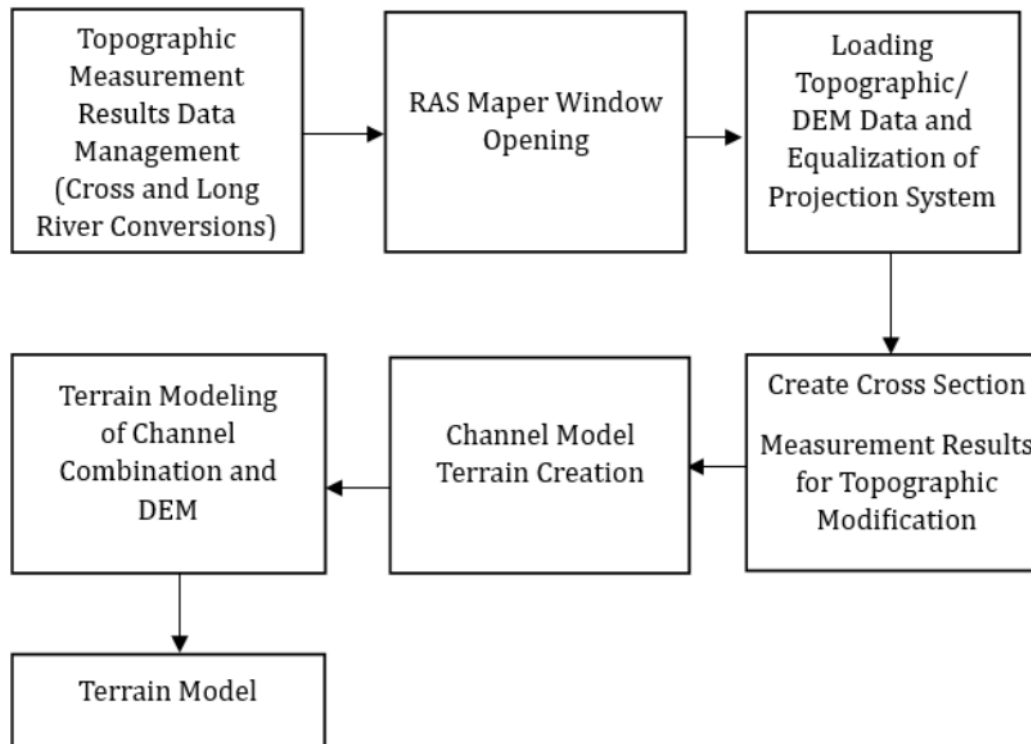 Topographic
Measurement
Results Data
Management
(Cross and Long
River Conversions)
RAS Maper Window
Opening
Loading
Topographic/
DEM Data and
Equalization of
Projection System
Create Cross Section
Measurement Results
for Topographic
Modification
Channel Model
Terrain Creation
Terrain Modeling
of Channel
Combination and
DEM
Terrain Model